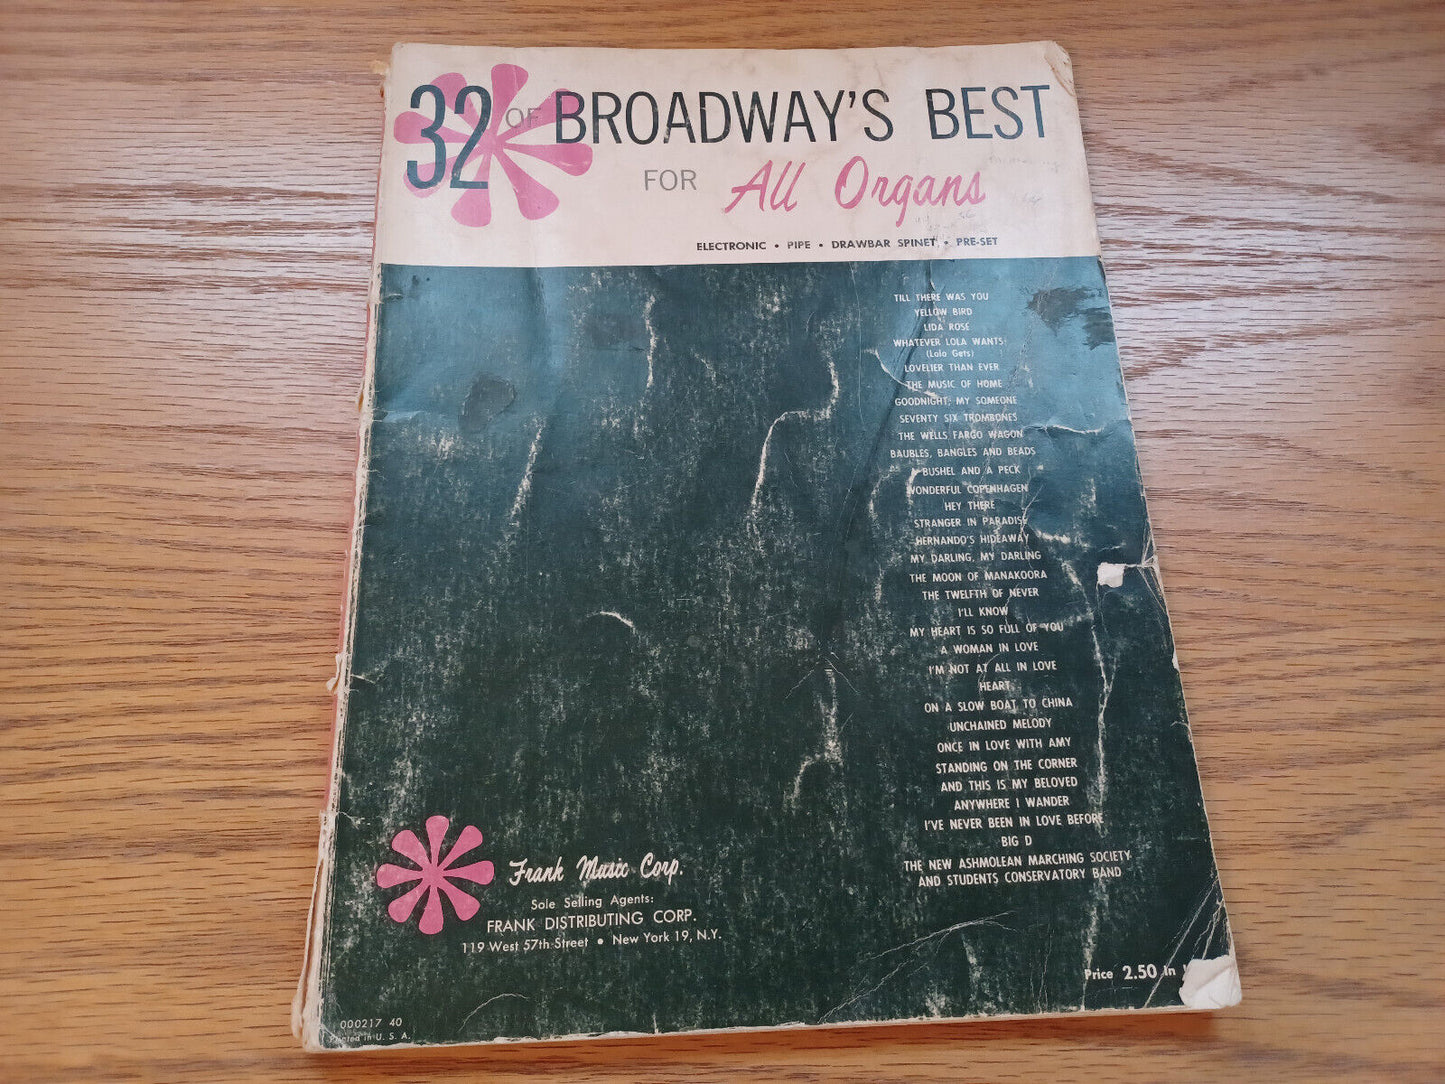 32 OF BROADWAY'S BEST
FOR All Organs
ELECTRONIC • PIPE • DRAWBAR SPINET • PRE-SET
TILL THERE WAS YOU
YELLOW BIRD
LIDA ROSE
WHATEVER LOLA WANTS
(Lola Gets)
LOVELIER THAN EVER
THE MUSIC OF HOME
GOODNIGHT, MY SOMEONE
SEVENTY SIX TROMBONES
THE WELLS FARGO WAGON
BAUBLES, BANGLES AND BEADS
A BUSHEL AND A PECK
WONDERFUL COPENHAGEN
HEY THERE
STRANGER IN PARADISE
HERNANDO'S HIDEAWAY
MY DARLING, MY DARLING
THE MOON OF MANAKOORA
THE TWELFTH OF NEVER
I'LL KNOW
MY HEART IS SO FULL OF YOU
A WOMAN IN LOVE
I'M NOT AT ALL IN LOVE
HEART
ON A SLOW BOAT TO CHINA
UNCHAINED MELODY
ONCE IN LOVE WITH AMY
STANDING ON THE CORNER
AND THIS IS MY BELOVED
ANYWHERE I WANDER
I'VE NEVER BEEN IN LOVE BEFORE
BIG D
THE NEW ASHMOLEAN MARCHING SOCIETY
AND STUDENTS CONSERVATORY BAND
Frank Music Corp.
Sole Selling Agents:
FRANK DISTRIBUTING CORP.
119 West 57th Street • New York 19, N.Y.
Price 2.50 In
000217 40
Printed in U. S. A.